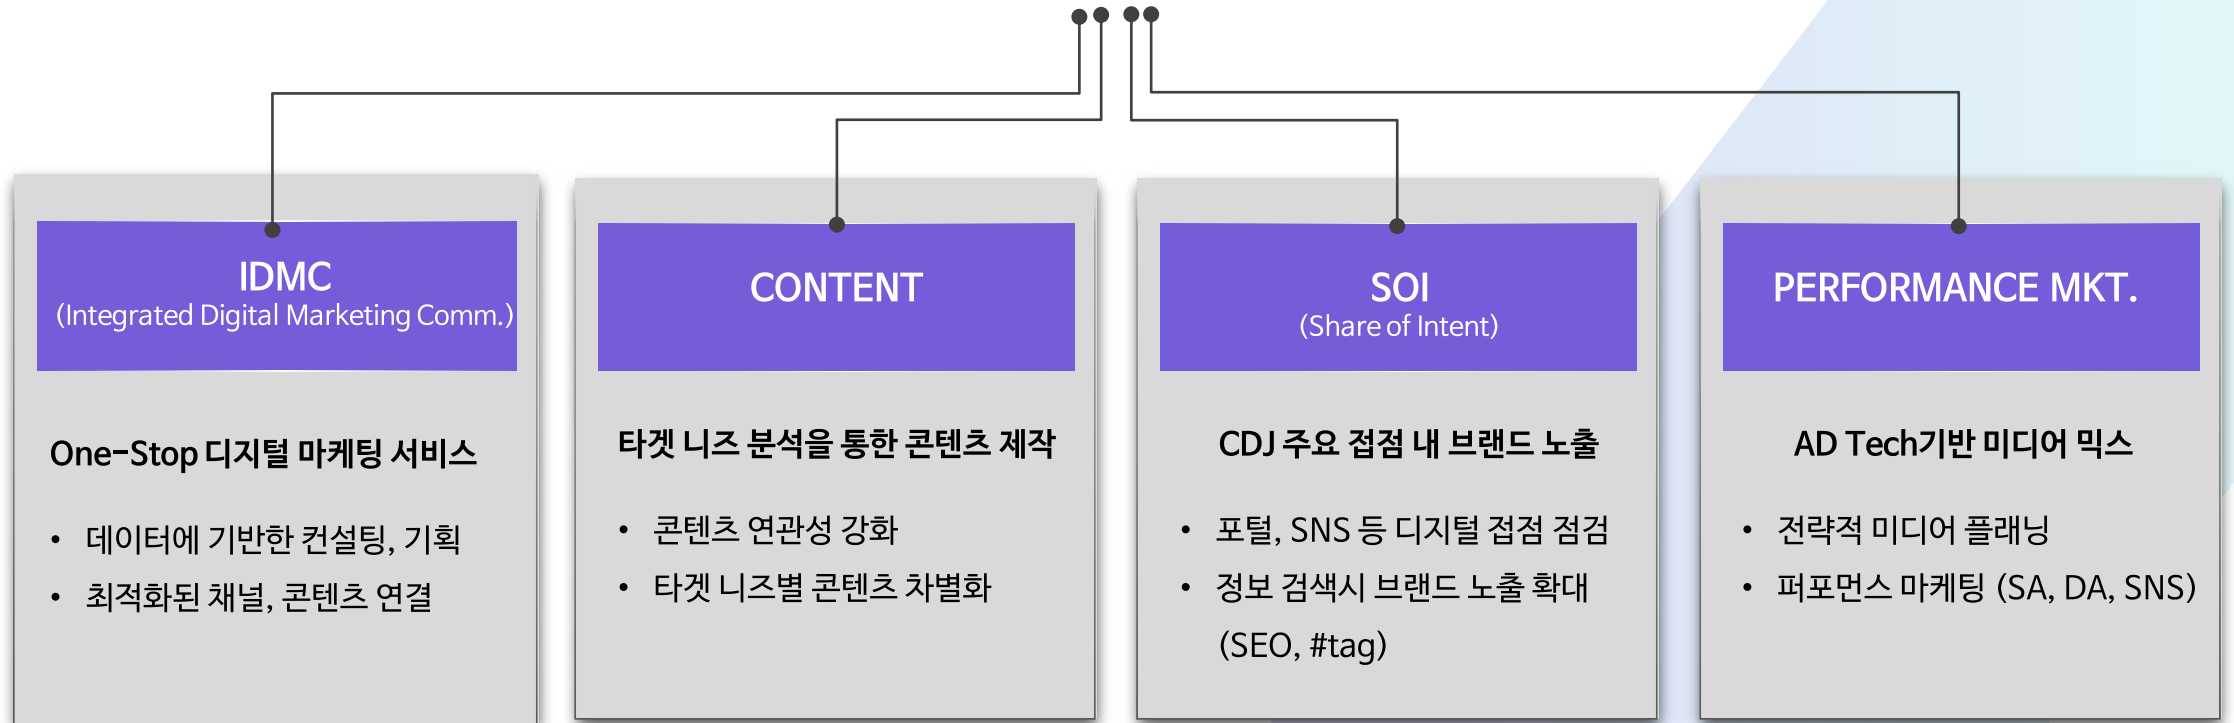 IDMC
(Integrated Digital Marketing Comm.)
One-Stop 디지털 마케팅 서비스
• 데이터에 기반한 컨설팅, 기획
• 최적화된 채널, 콘텐츠 연결
CONTENT
타겟 니즈 분석을 통한 콘텐츠 제작
• 콘텐츠 연관성 강화
• 타겟 니즈별 콘텐츠 차별화
SOI
(Share of Intent)
CDJ 주요 접점 내 브랜드 노출
• 포털, SNS 등 디지털 접점 점검
• 정보 검색시 브랜드 노출 확대
(SEO, #tag)
PERFORMANCE MKT.
AD Tech기반 미디어 믹스
• 전략적 미디어 플래닝
• 퍼포먼스 마케팅 (SA, DA, SNS)